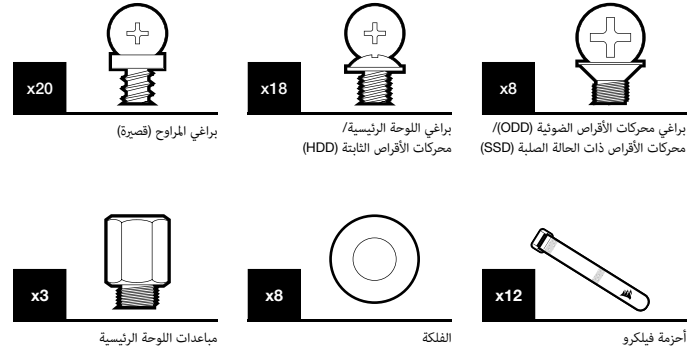 x8
براغي محركات الأقراص الضوئية (ODD)/
محركات الأقراص ذات الحالة الصلبة (SSD)
x18
براغي اللوحة الرئيسية/
محركات الأقراص الثابتة (HDD)
x20
براغي المراوح (قصيرة)
x12
أحزمة فيلكرو
x8
الفلكة
x3
مباعدات اللوحة الرئيسية